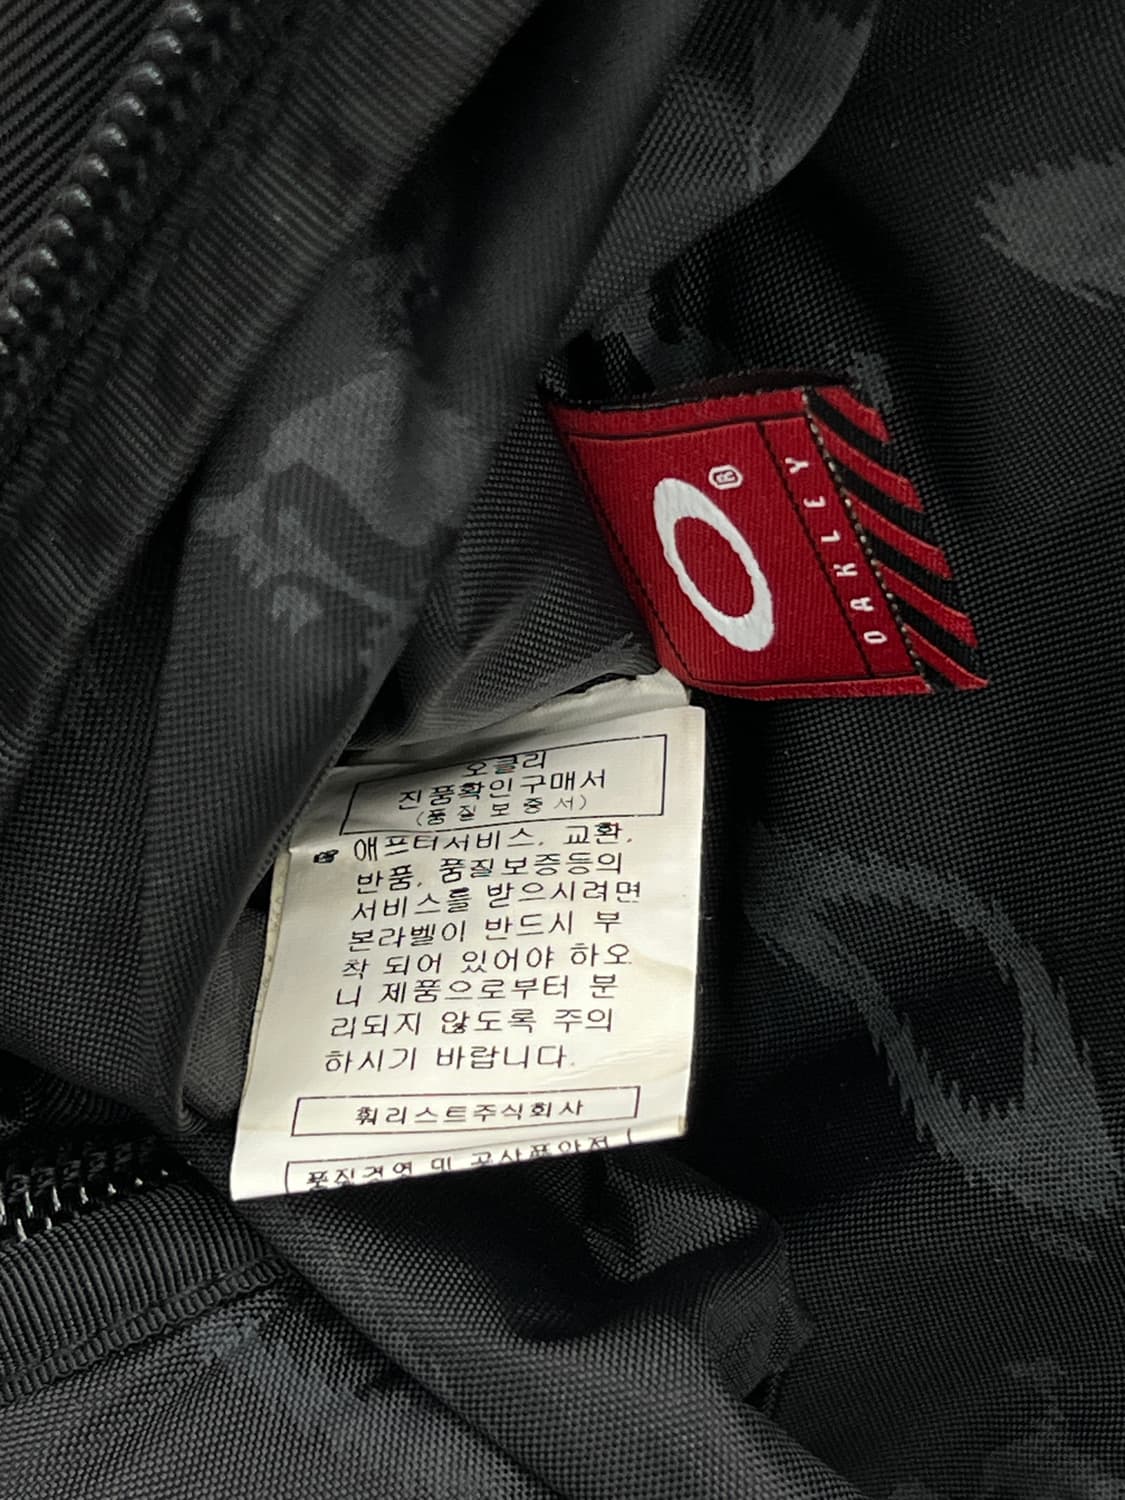 ®
OAKLEY
오클리
진품확인구매서
(품질보증서)
☞ 애프터서비스, 교환,
반품, 품질보증등의
서비스를 받으시려면
본라벨이 반드시 부
착 되어 있어야 하오
니 제품으로부터 분
리되지 않도록 주의
하시기 바랍니다.
훠리스트주식회사